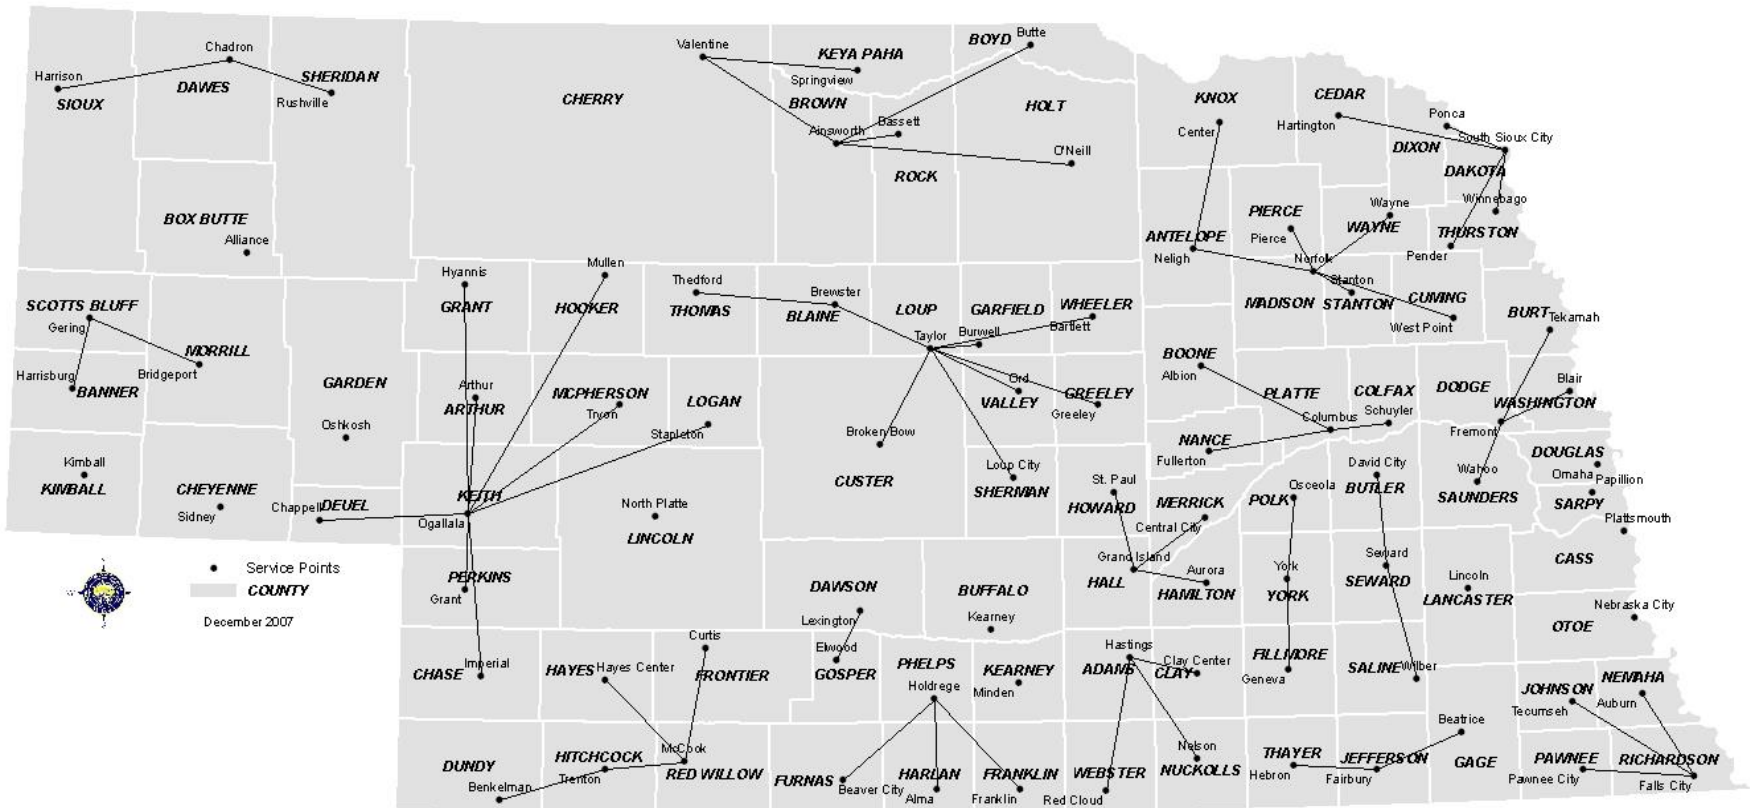 Chadron
Harrison
SHERIDAN
DAWES
Rushville
SIOUX
BOX BUTTE
Alliance
CHERRY
Valentine
KEYA PAHA
Springview
BROWN
Ainsworth
Bassett
ROCK
BOYD
Butte
HOLT
O'Neill
KNOX
Center
CEDAR
Hartington
Ponca
South Sioux City
DIXON
DAKOTA
Winnebago
THURSTON
Pender
PIERCE
Pierce
Wayne
WAYNE
ANTELOPE
Neligh
Norfolk
Stanton
MADISON
STANTON
CUMING
West Point
BURT
Tekamah
SCOTTS BLUFF
Gering
MORRILL
Bridgeport
Harrisburg
BANNER
GARDEN
Oshkosh
Kimball
KIMBALL
CHEYENNE
Sidney
Chappell
DEUEL
Hyannis
GRANT
Mullen
HOOKER
Thedford
THOMAS
Brewster
BLAINE
LOUP
Taylor
GARFIELD
Burwell
WHEELER
Bartlett
Arthur
ARTHUR
MCPHERSON
Tryon
LOGAN
Stapleton
KEITH
Ogallala
North Platte
LINCOLN
Broken Bow
CUSTER
Ord
VALLEY
GREELEY
Greeley
Loup City
SHERMAN
BOONE
Albion
PLATTE
Columbus
COLFAX
Schuyler
DODGE
Fremont
Blair
WASHINGTON
NANCE
Fullerton
St. Paul
HOWARD
MERRICK
Central City
Osceola
POLK
David City
BUTLER
Wahoo
SAUNDERS
DOUGLAS
Omaha
Papillion
SARPY
Plattsmouth
CASS
PERKINS
Grant
DAWSON
Lexington
BUFFALO
Kearney
Grand Island
HALL
Aurora
HAMILTON
York
YORK
Seward
SEWARD
Lincoln
LANCASTER
Nebraska City
OTOE
Service Points
COUNTY
December 2007
CHASE
Imperial
HAYES
Hayes Center
Curtis
FRONTIER
Elwood
GOSPER
PHELPS
Holdrege
KEARNEY
Minden
Hastings
ADAMS
Clay Center
CLAY
FILLMORE
Geneva
SALINE
Wilber
JOHNSON
Tecumseh
NEMAHA
Auburn
DUNDY
Benkelman
HITCHCOCK
Trenton
McCook
RED WILLOW
FURNAS
Beaver City
HARLAN
Alma
FRANKLIN
Franklin
WEBSTER
Red Cloud
Nelson
NUCKOLLS
THAYER
Hebron
JEFFERSON
Fairbury
Beatrice
GAGE
PAWNEE
Pawnee City
RICHARDSON
Falls City